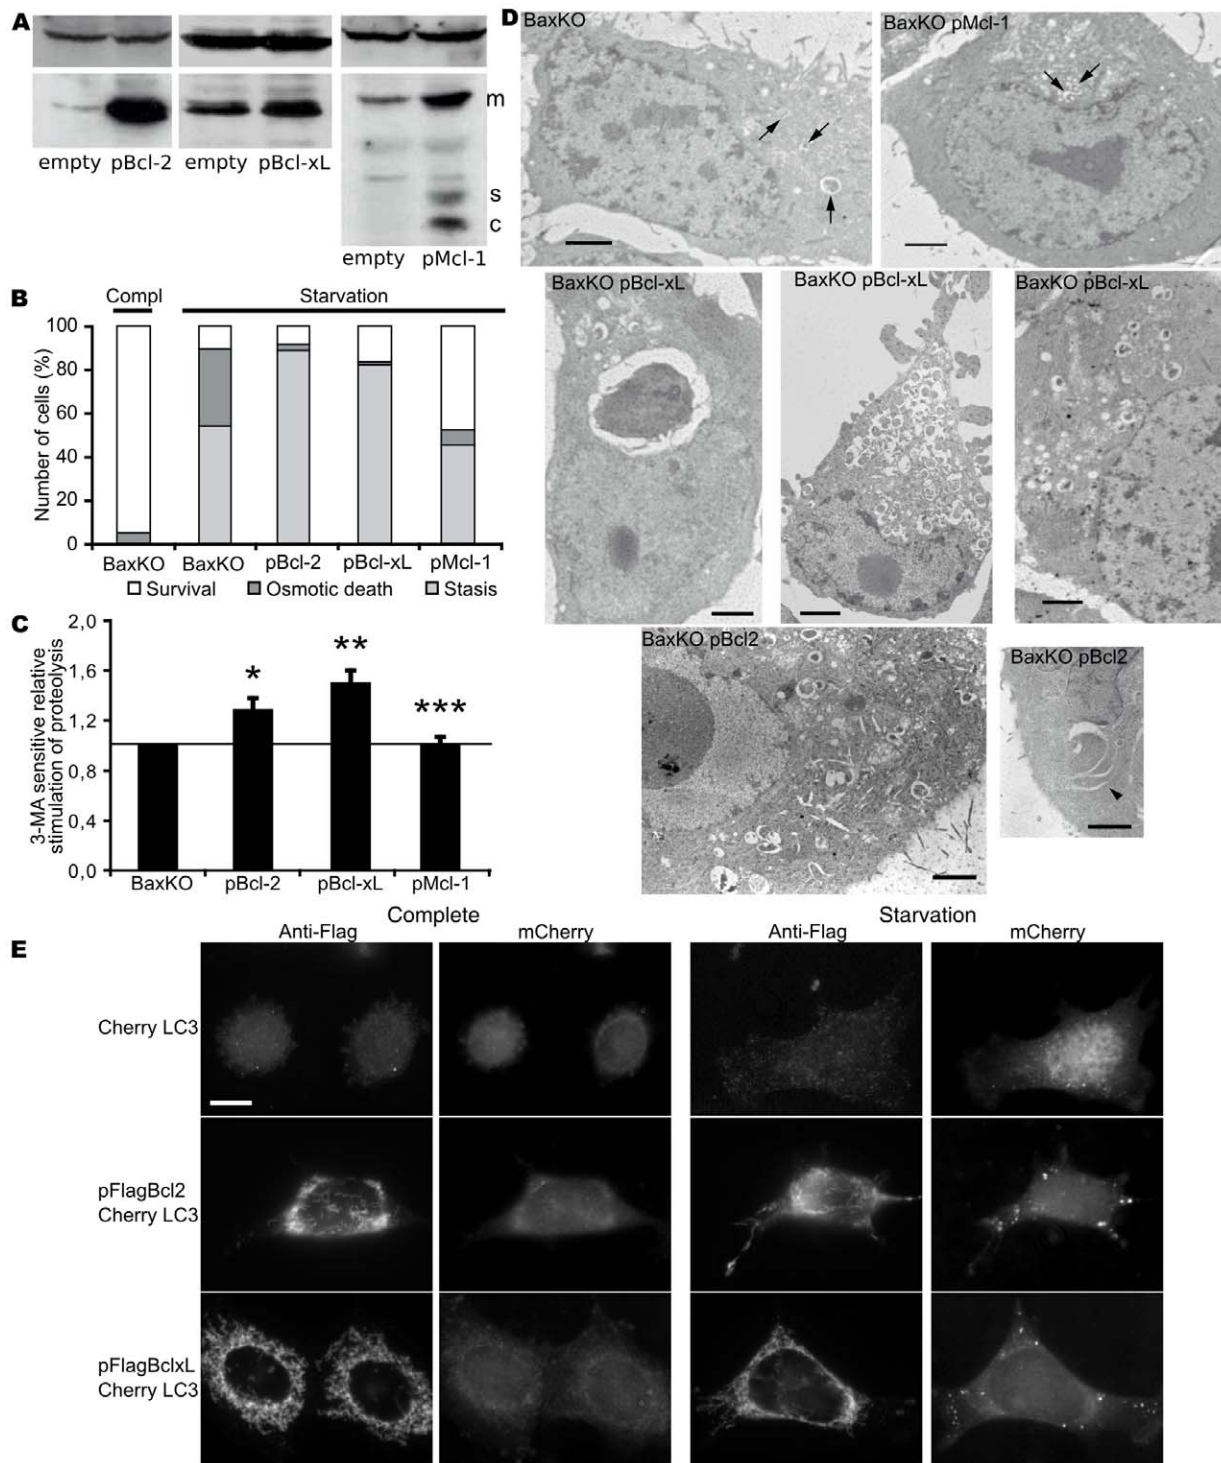 A
empty pBcl-2
empty pBcl-xL
m
s
c
empty pMcl-1
B
Compl Starvation
Number of cells (%)
100
80
60
40
20
0
BaxKO BaxKO pBcl-2 pBcl-xL pMcl-1
Survival Osmotic death Stasis
C
3-MA sensitive relative
stimulation of proteolysis
2,0
1,6
1,2
0,8
0,4
0,0
* ** ***
BaxKO pBcl-2 pBcl-xL pMcl-1
D
BaxKO
BaxKO pMcl-1
BaxKO pBcl-xL
BaxKO pBcl-xL
BaxKO pBcl-xL
BaxKO pBcl2
BaxKO pBcl2
E
Complete Starvation
Anti-Flag mCherry Anti-Flag mCherry
Cherry LC3
pFlagBcl2
Cherry LC3
pFlagBclxL
Cherry LC3